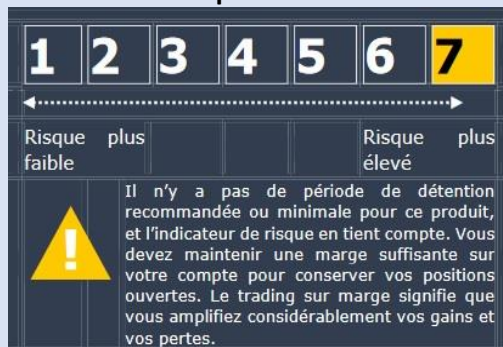 1 2 3 4 5 6 7
Risque plus faible
Risque plus élevé
!
Il n'y a pas de période de détention
recommandée ou minimale pour ce produit,
et l'indicateur de risque en tient compte. Vous
devez maintenir une marge suffisante sur
votre compte pour conserver vos positions
ouvertes. Le trading sur marge signifie que
vous amplifiez considérablement vos gains et
vos pertes.